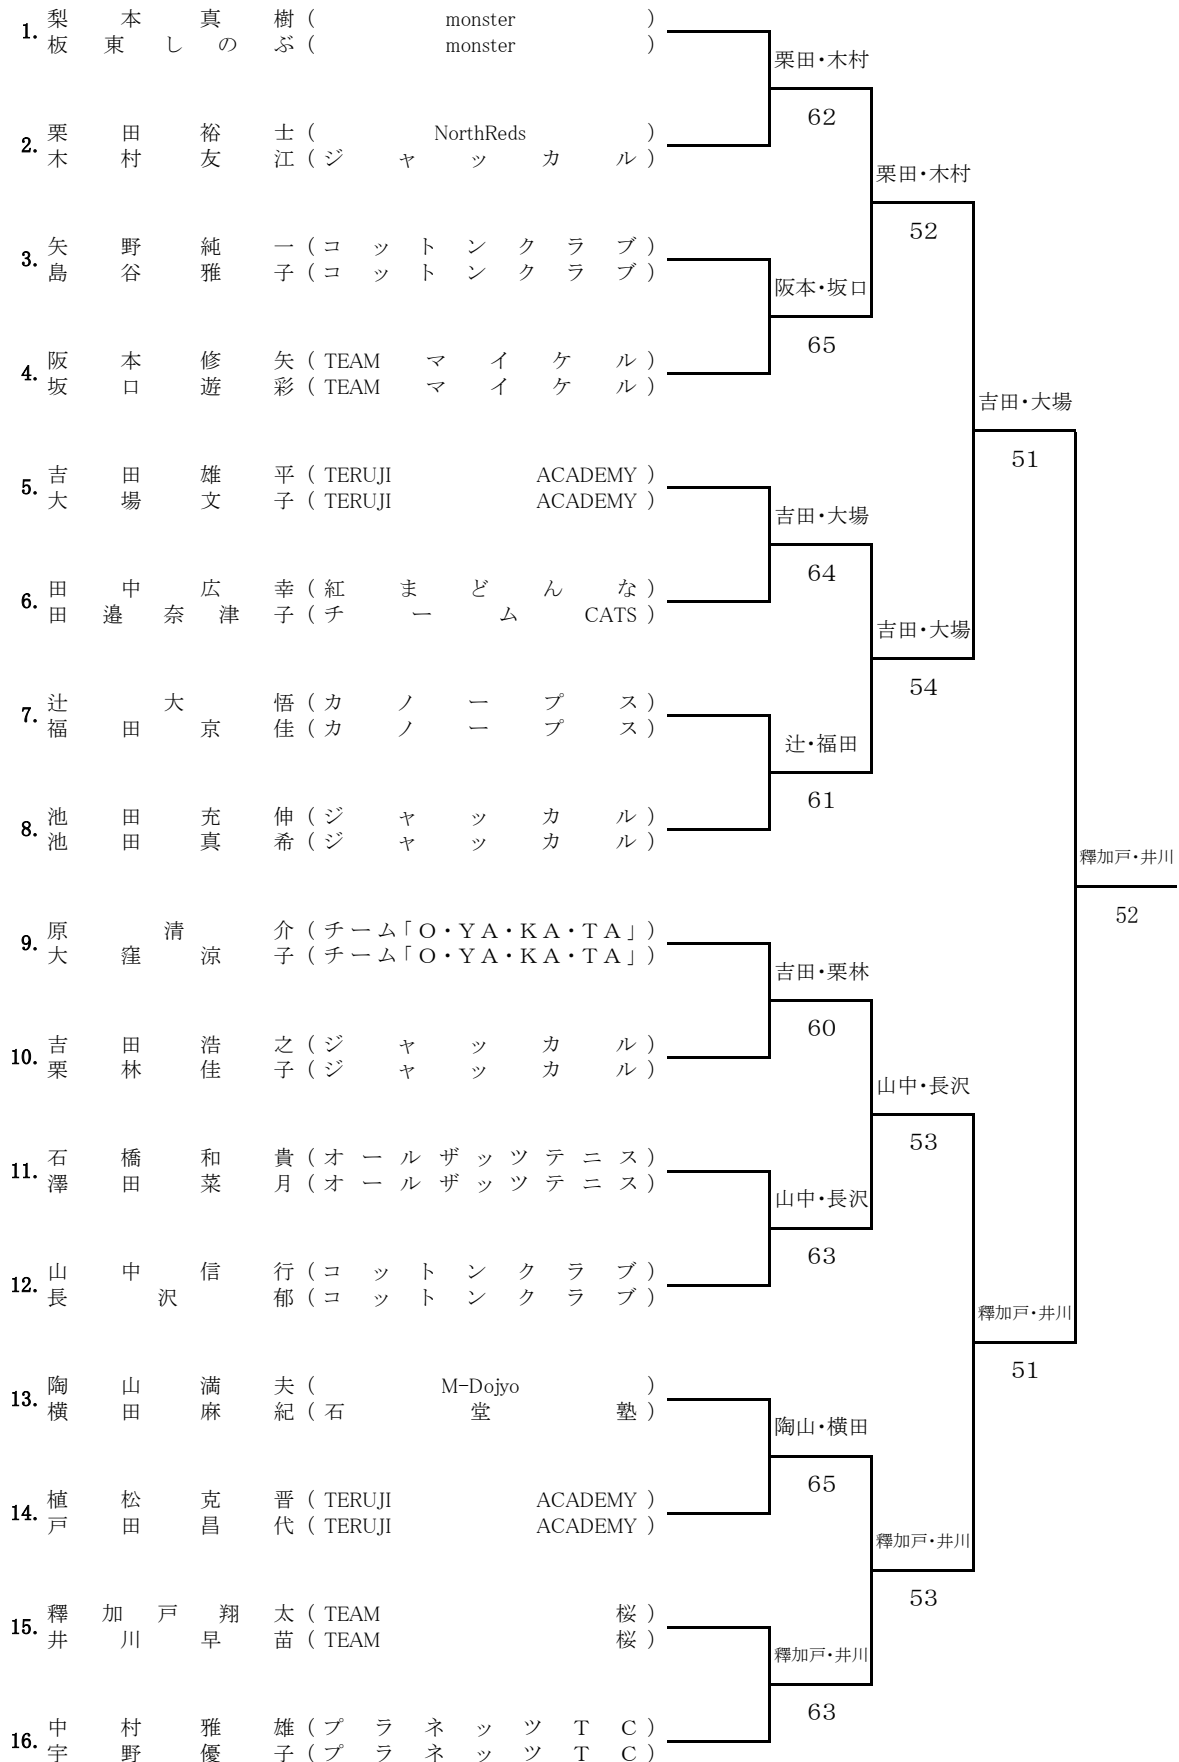 1. 梨本真樹 ( monster )
板東しのぶ ( monster )
栗田・木村
62
2. 栗田裕士 ( NorthReds )
木村友江 ( ジャッカル )
栗田・木村
52
3. 矢野純一 ( コットンクラブ )
島谷雅子 ( コットンクラブ )
阪本・坂口
65
4. 阪本修矢 ( TEAM マイケル )
坂口遊彩 ( TEAM マイケル )
吉田・大場
51
5. 吉田雄平 ( TERUJI ACADEMY )
大場文子 ( TERUJI ACADEMY )
吉田・大場
64
6. 田中広幸 ( 紅まどんな )
田邉奈津子 ( チーム CATS )
吉田・大場
54
7. 辻大悟 ( カノープス )
福田京佳 ( カノープス )
辻・福田
61
8. 池田充伸 ( ジャッカル )
池田真希 ( ジャッカル )
釋加戸・井川
52
9. 原清介 ( チーム「O・YA・KA・TA」 )
大窪涼子 ( チーム「O・YA・KA・TA」 )
吉田・栗林
60
10. 吉田浩之 ( ジャッカル )
栗林佳子 ( ジャッカル )
山中・長沢
53
11. 石橋和貴 ( オールザッツテニス )
澤田菜月 ( オールザッツテニス )
山中・長沢
63
12. 山中信行 ( コットンクラブ )
長沢郁 ( コットンクラブ )
釋加戸・井川
51
13. 陶山満夫 ( M-Dojyo )
横田麻紀 ( 石堂塾 )
陶山・横田
65
14. 植松克晋 ( TERUJI ACADEMY )
戸田昌代 ( TERUJI ACADEMY )
釋加戸・井川
53
15. 釋加戸翔太 ( TEAM 桜 )
井川早苗 ( TEAM 桜 )
釋加戸・井川
63
16. 中村雅雄 ( プラネッツTC )
宇野優子 ( プラネッツTC )